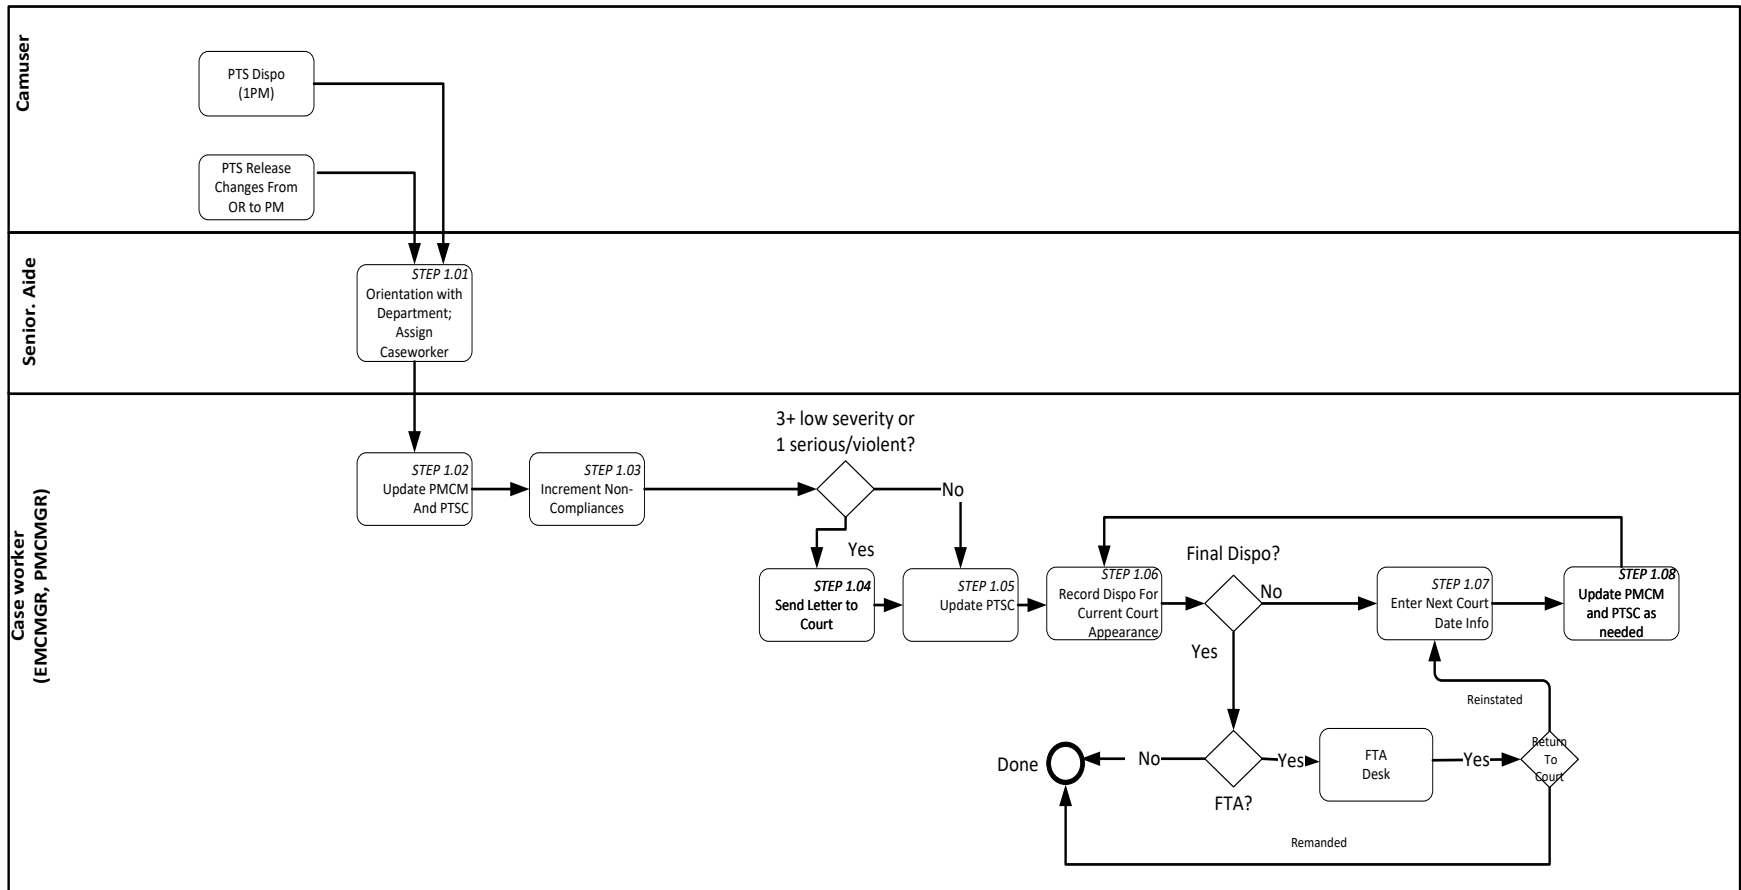 Camuser
PTS Dispo
(1PM)
PTS Release
Changes From
OR to PM
Senior. Aide
STEP 1.01
Orientation with
Department;
Assign
Caseworker
Case worker
(EMCMGR, PMCMGR)
STEP 1.02
Update PMCM
And PTSC
STEP 1.03
Increment Non-
Compliances
3+ low severity or
1 serious/violent?
No
Yes
STEP 1.04
Send Letter to
Court
STEP 1.05
Update PTSC
STEP 1.06
Record Dispo For
Current Court
Appearance
Final Dispo?
No
Yes
STEP 1.07
Enter Next Court
Date Info
STEP 1.08
Update PMCM
and PTSC as
needed
Reinstated
Done
No
FTA?
Yes
FTA
Desk
Yes
Return
To
Court
Remanded